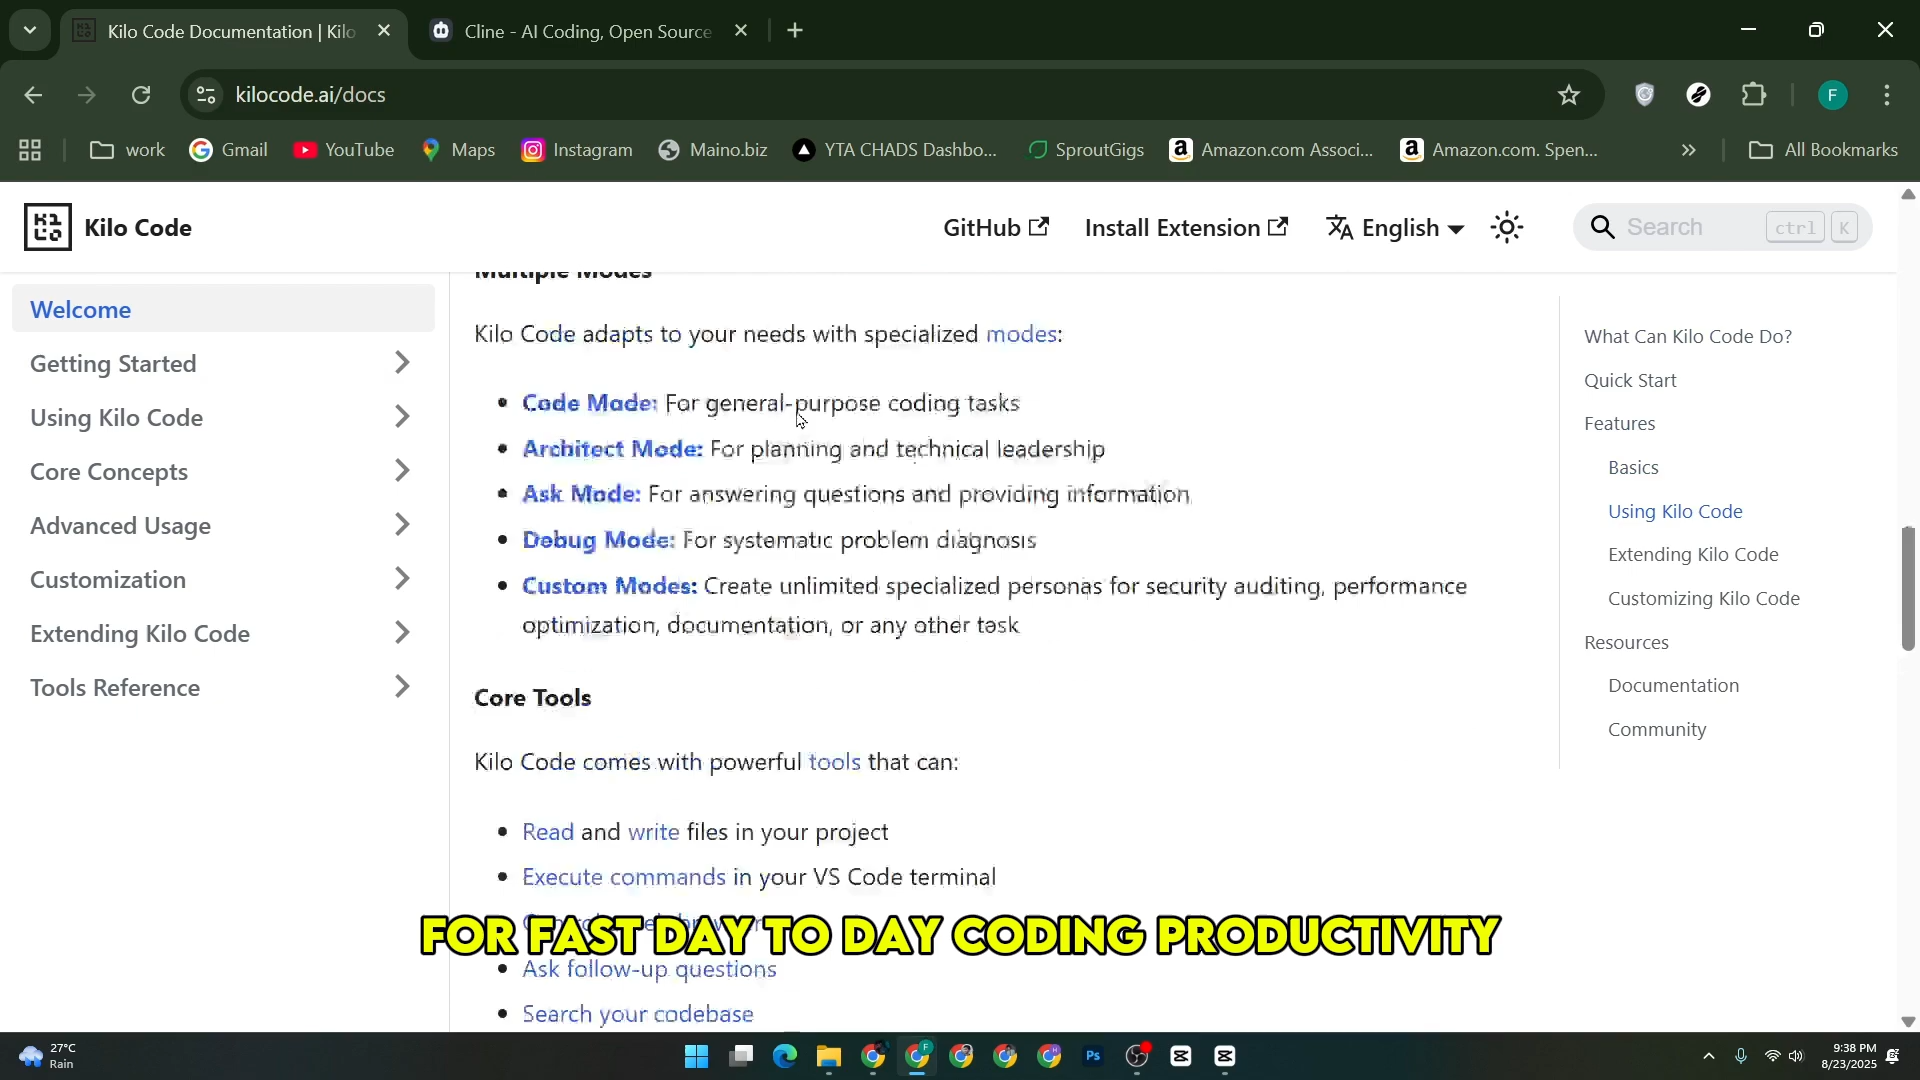 Kilo Code Documentation | Kilo
Cline - AI Coding, Open Source
kilocode.ai/docs
F
work
Gmail
YouTube
Maps
Instagram
Maino.biz
YTA CHADS Dashbo...
SproutGigs
Amazon.com Associ...
Amazon.com. Spen...
All Bookmarks
Kilo Code
GitHub
Install Extension
English
Search
ctrl
K
Welcome
Getting Started
Using Kilo Code
Core Concepts
Advanced Usage
Customization
Extending Kilo Code
Tools Reference
Multiple Modes
Kilo Code adapts to your needs with specialized modes:
Code Mode: For general-purpose coding tasks
Architect Mode: For planning and technical leadership
Ask Mode: For answering questions and providing information
Debug Mode: For systematic problem diagnosis
Custom Modes: Create unlimited specialized personas for security auditing, performance
optimization, documentation, or any other task
Core Tools
Kilo Code comes with powerful tools that can:
Read and write files in your project
Execute commands in your VS Code terminal
FOR FAST DAY TO DAY CODING PRODUCTIVITY
Ask follow-up questions
Search your codebase
What Can Kilo Code Do?
Quick Start
Features
Basics
Using Kilo Code
Extending Kilo Code
Customizing Kilo Code
Resources
Documentation
Community
27°C
Rain
Ps
9:38 PM
8/23/2025